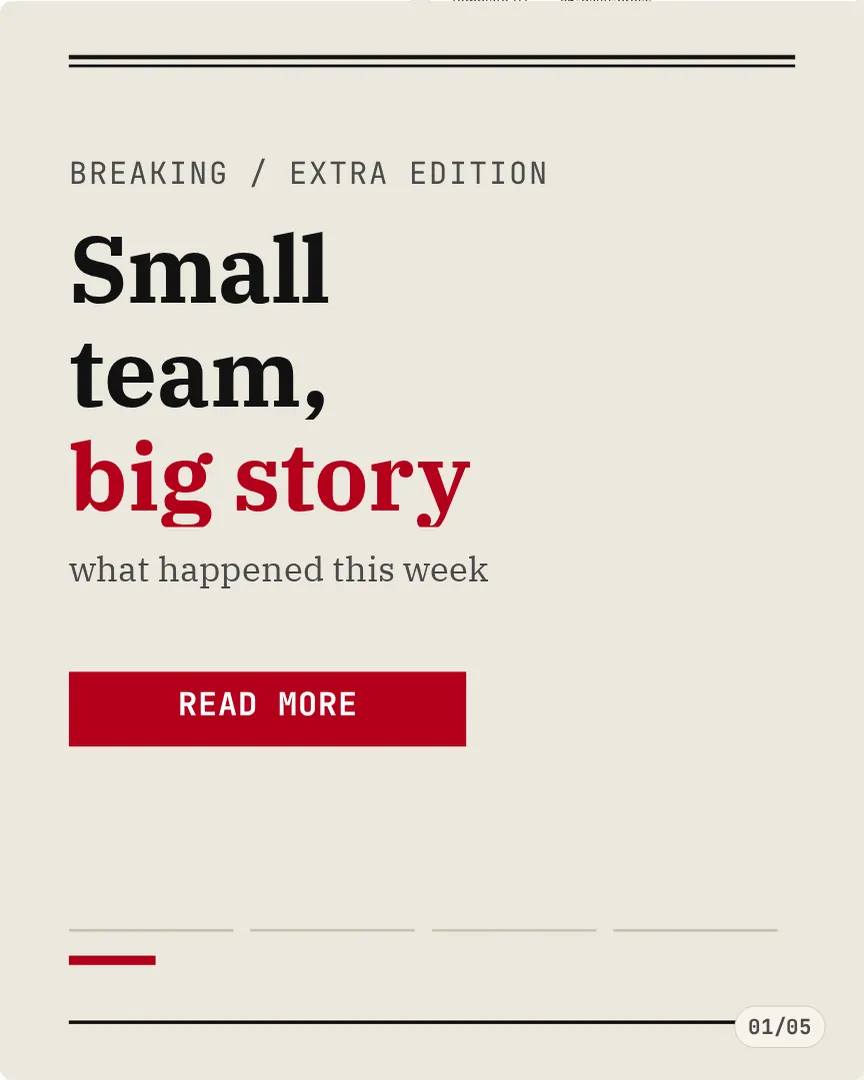 BREAKING / EXTRA EDITION
Small
team,
big story
what happened this week
READ MORE
01/05